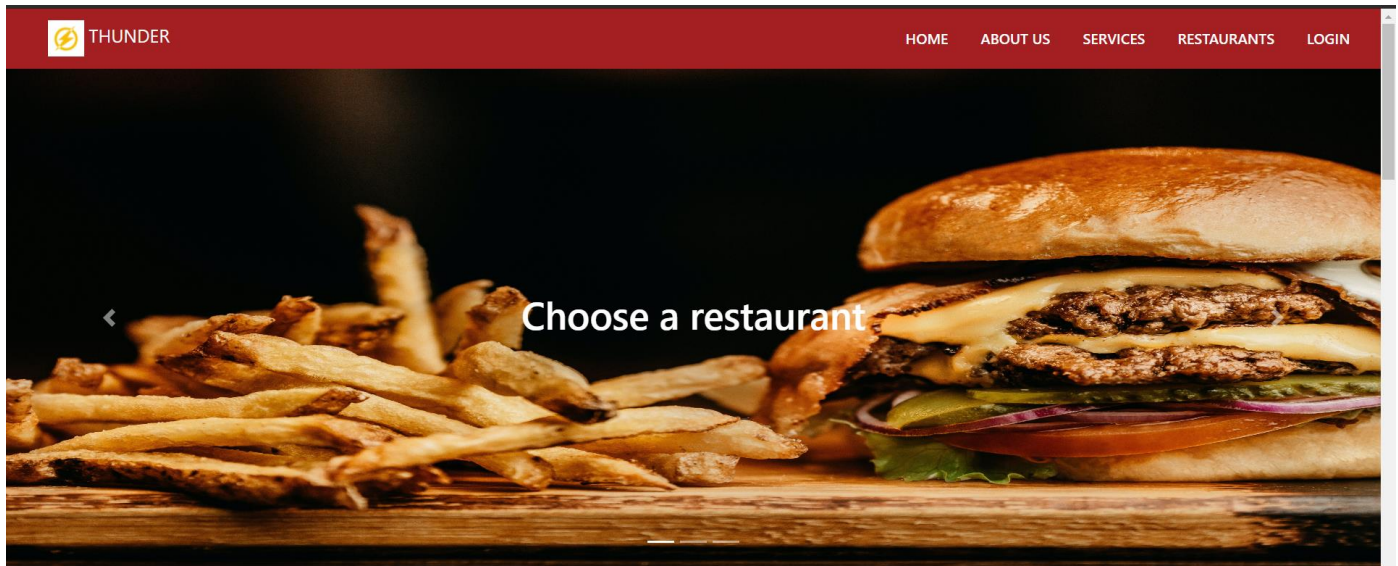 THUNDER
HOME ABOUT US SERVICES RESTAURANTS LOGIN
Choose a restaurant